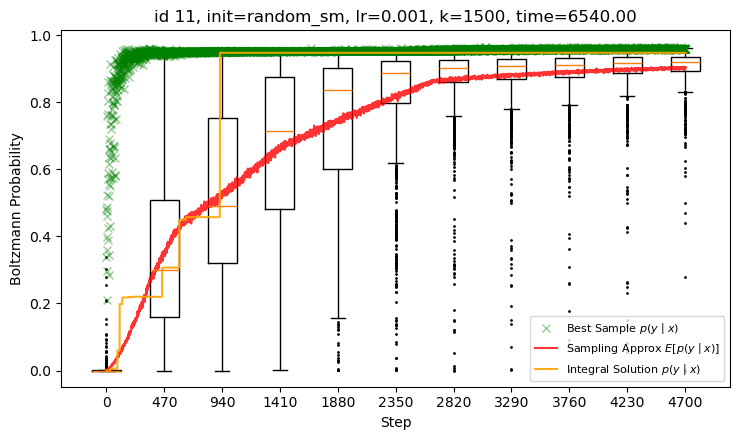 id 11, init=random_sm, lr=0.001, k=1500, time=6540.00
Boltzmann Probability
1.0
0.8
0.6
0.4
0.2
0.0
Best Sample p(y | x)
Sampling Approx E[p(y | x)]
Integral Solution p(y | x)
0 470 940 1410 1880 2350 2820 3290 3760 4230 4700
Step